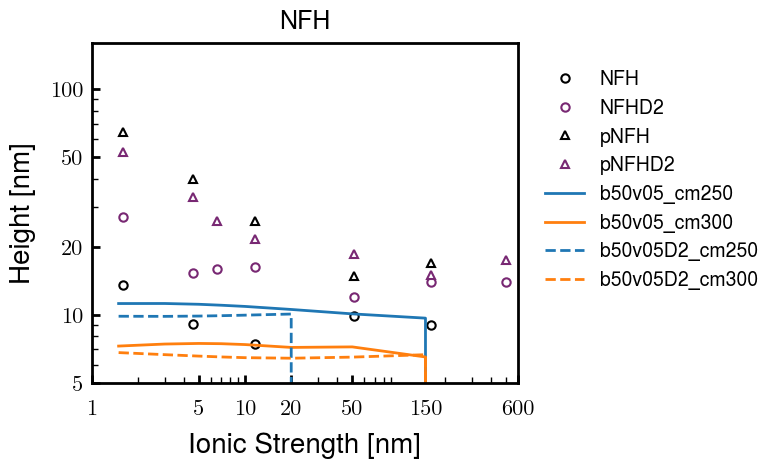 NFH
Height [nm]
100
50
20
10
5
1
5
10
20
50
150
600
Ionic Strength [nm]
NFH
NFHD2
pNFH
pNFHD2
b50v05_cm250
b50v05_cm300
b50v05D2_cm250
b50v05D2_cm300